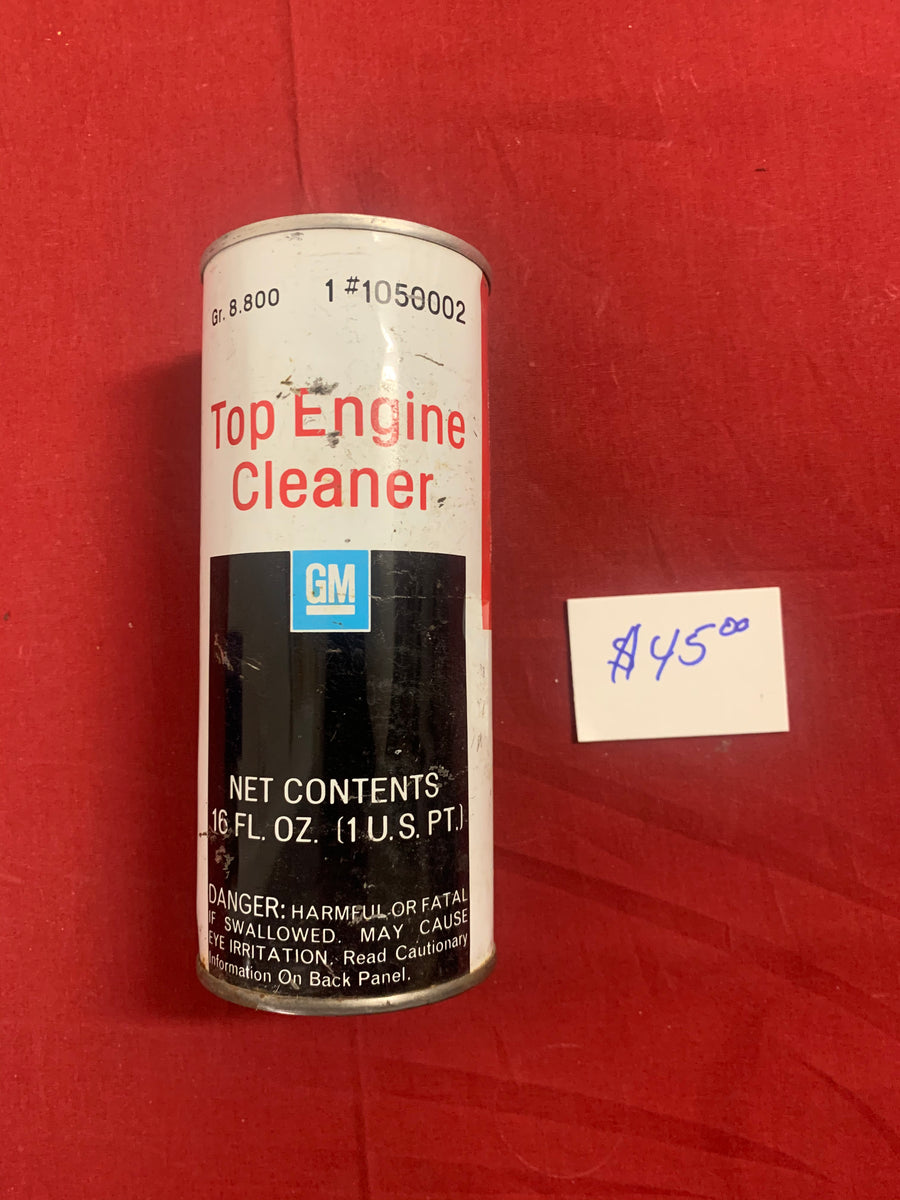 Gr. 8.800 1 #1050002
Top Engine
Cleaner
GM
NET CONTENTS
16 FL. OZ. (1 U.S. PT.)
DANGER: HARMFUL OR FATAL
IF SWALLOWED. MAY CAUSE
EYE IRRITATION. Read Cautionary
Information On Back Panel.
$45⁰⁰